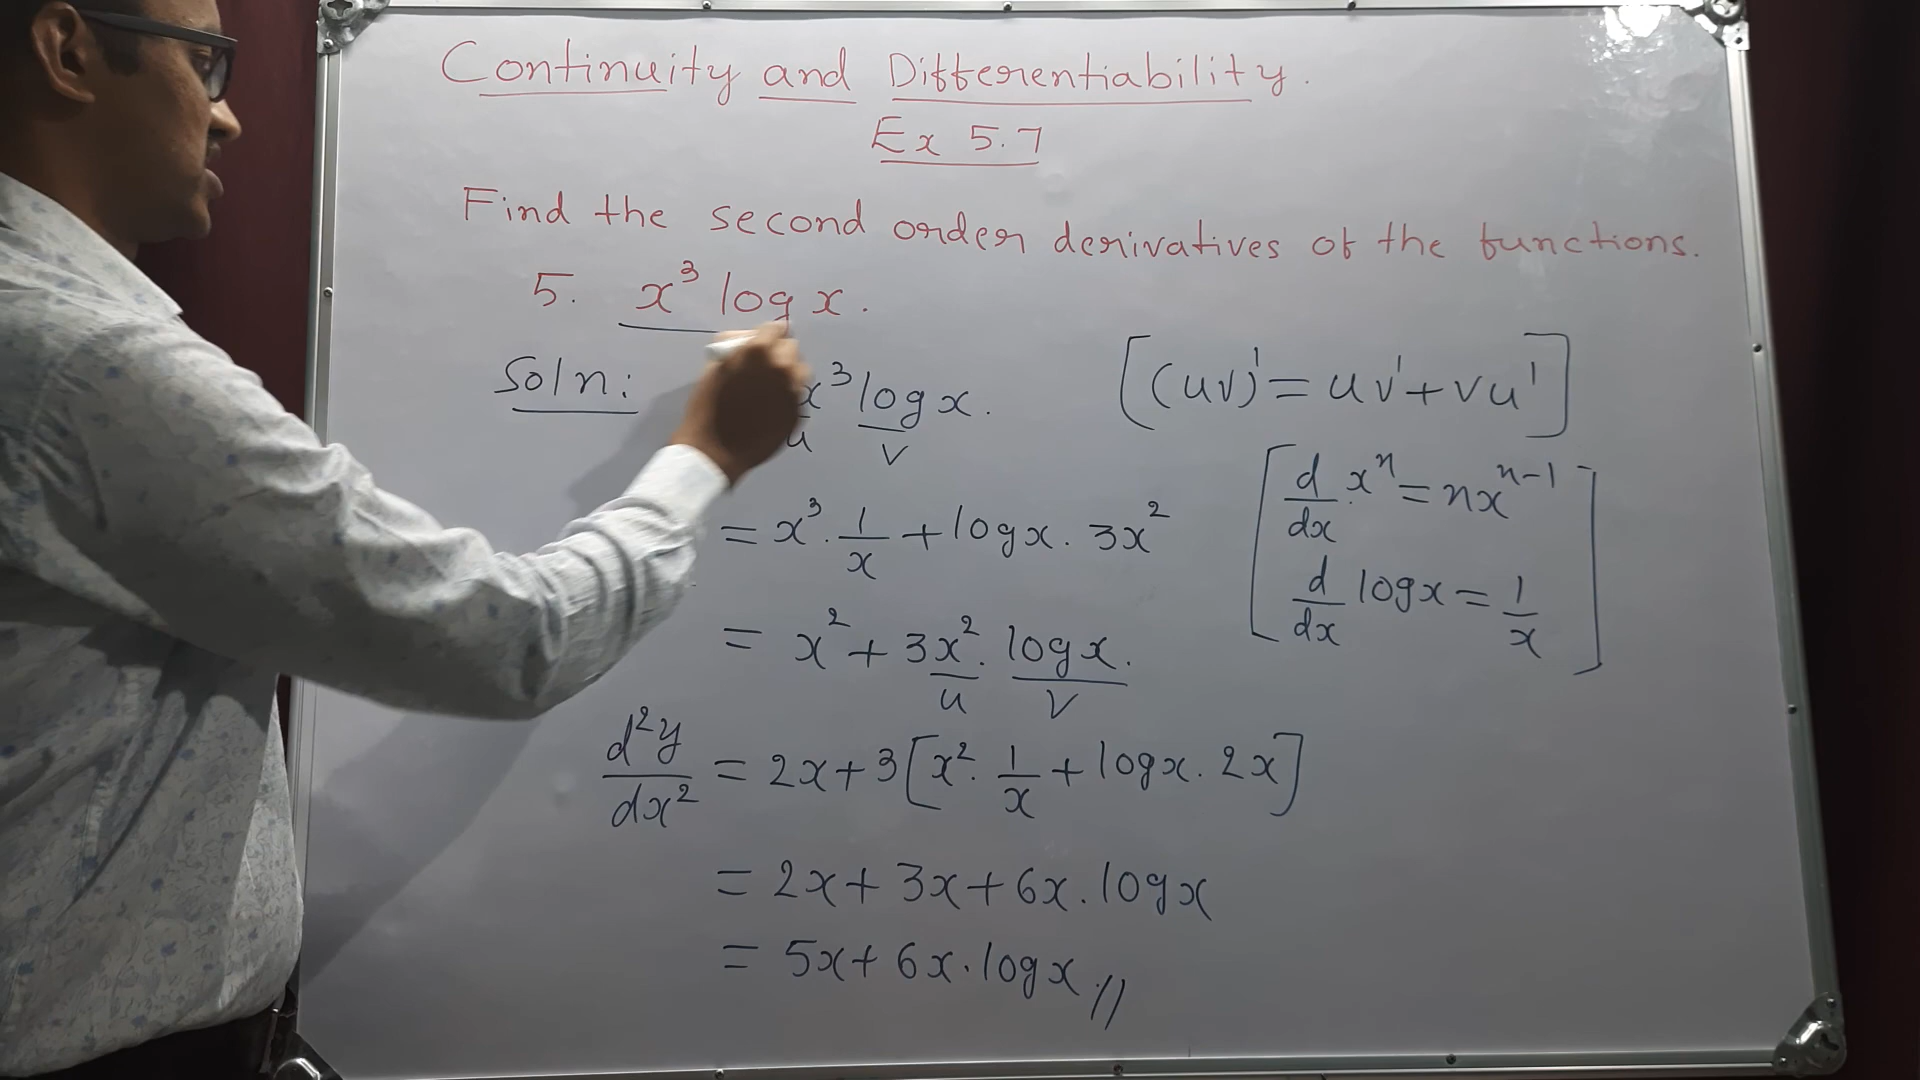 Continuity and Differentiability.
Ex 5.7
Find the second order derivatives of the functions.
5. x³ log x.
Soln:
x³ log x.
u v
[(uv)' = uv' + vu']
= x³ · 1/x + log x · 3x²
= x² + 3x² · log x.
u v
[d/dx · xⁿ = nxⁿ⁻¹
d/dx log x = 1/x]
d²y/dx² = 2x + 3[x² · 1/x + log x · 2x]
= 2x + 3x + 6x · log x
= 5x + 6x · log x //